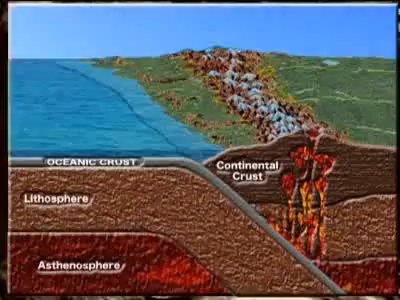 OCEANIC CRUST
Continental
Crust
Lithosphere
Asthenosphere